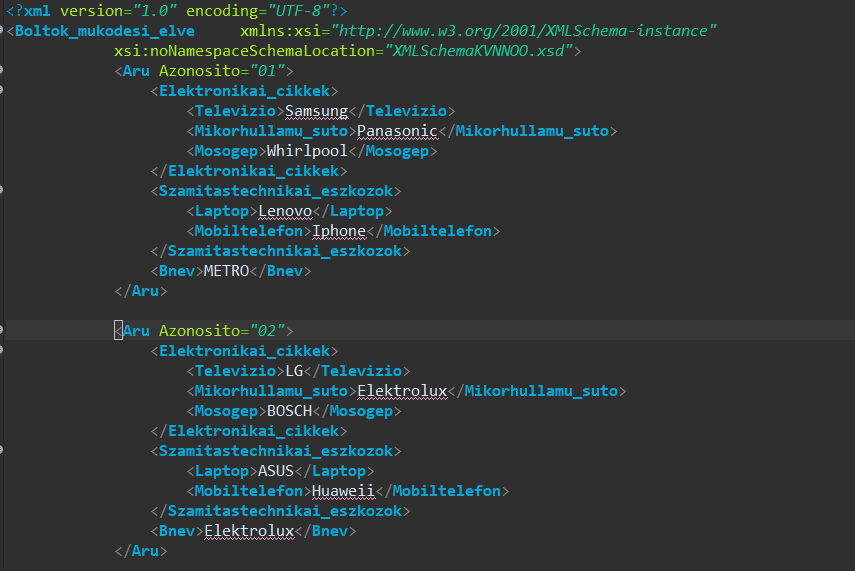 <?xml version="1.0" encoding="UTF-8"?>
<Boltok_mukodesi_elve     xmlns:xsi="http://www.w3.org/2001/XMLSchema-instance"
            xsi:noNamespaceSchemaLocation="XMLSchemaKVNNOO.xsd">
            <Aru Azonosito="01">
                <Elektronikai_cikkek>
                    <Televizio>Samsung</Televizio>
                    <Mikorhullamu_suto>Panasonic</Mikorhullamu_suto>
                    <Mosogep>Whirlpool</Mosogep>
                </Elektronikai_cikkek>
                <Szamitastechnikai_eszkozok>
                    <Laptop>Lenovo</Laptop>
                    <Mobiltelefon>Iphone</Mobiltelefon>
                </Szamitastechnikai_eszkozok>
                <Bnev>METRO</Bnev>
            </Aru>
            <Aru Azonosito="02">
                <Elektronikai_cikkek>
                    <Televizio>LG</Televizio>
                    <Mikorhullamu_suto>Elektrolux</Mikorhullamu_suto>
                    <Mosogep>BOSCH</Mosogep>
                </Elektronikai_cikkek>
                <Szamitastechnikai_eszkozok>
                    <Laptop>ASUS</Laptop>
                    <Mobiltelefon>Huaweii</Mobiltelefon>
                </Szamitastechnikai_eszkozok>
                <Bnev>Elektrolux</Bnev>
            </Aru>